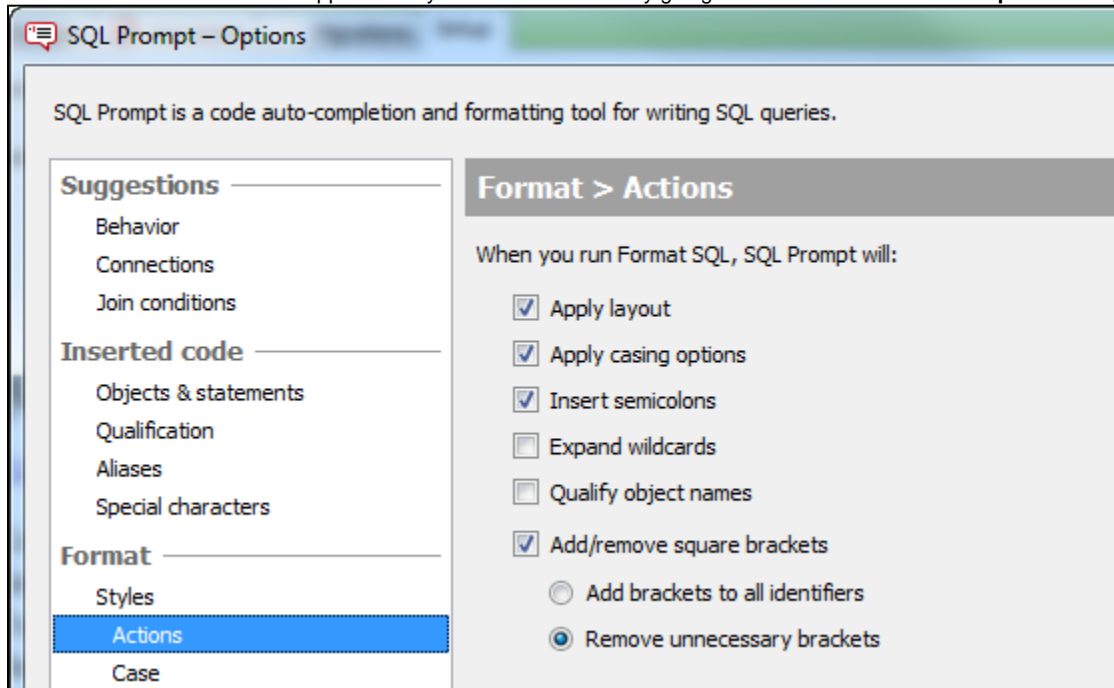 SQL Prompt – Options
SQL Prompt is a code auto-completion and formatting tool for writing SQL queries.
Suggestions
Behavior
Connections
Join conditions
Inserted code
Objects & statements
Qualification
Aliases
Special characters
Format
Styles
Actions
Case
Format > Actions
When you run Format SQL, SQL Prompt will:
Apply layout
Apply casing options
Insert semicolons
Expand wildcards
Qualify object names
Add/remove square brackets
Add brackets to all identifiers
Remove unnecessary brackets